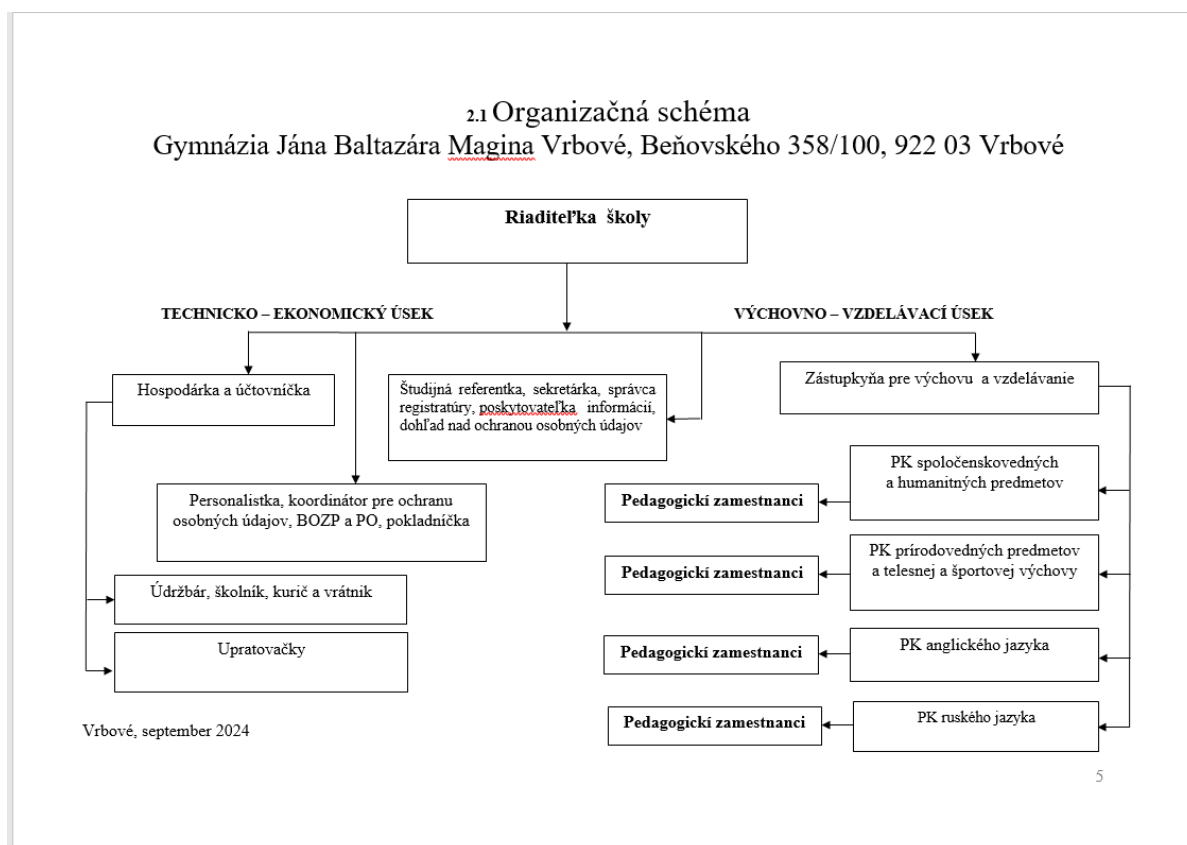 2.1 Organizačná schéma
Gymnázia Jána Baltazára Magina Vrbové, Beňovského 358/100, 922 03 Vrbové
Riaditeľka školy
TECHNICKO – EKONOMICKÝ ÚSEK
VÝCHOVNO – VZDELÁVACÍ ÚSEK
Hospodárka a účtovníčka
Študijná referentka, sekretárka, správca
registratúry, poskytovateľka informácií,
dohľad nad ochranou osobných údajov
Zástupkyňa pre výchovu a vzdelávanie
Personalistka, koordinátor pre ochranu
osobných údajov, BOZP a PO, pokladníčka
Pedagogickí zamestnanci
PK spoločenskovedných
a humanitných predmetov
Pedagogickí zamestnanci
PK prírodovedných predmetov
a telesnej a športovej výchovy
Údržbár, školník, kurič a vrátnik
Upratovačky
Pedagogickí zamestnanci
PK anglického jazyka
Pedagogickí zamestnanci
PK ruského jazyka
Vrbové, september 2024
5